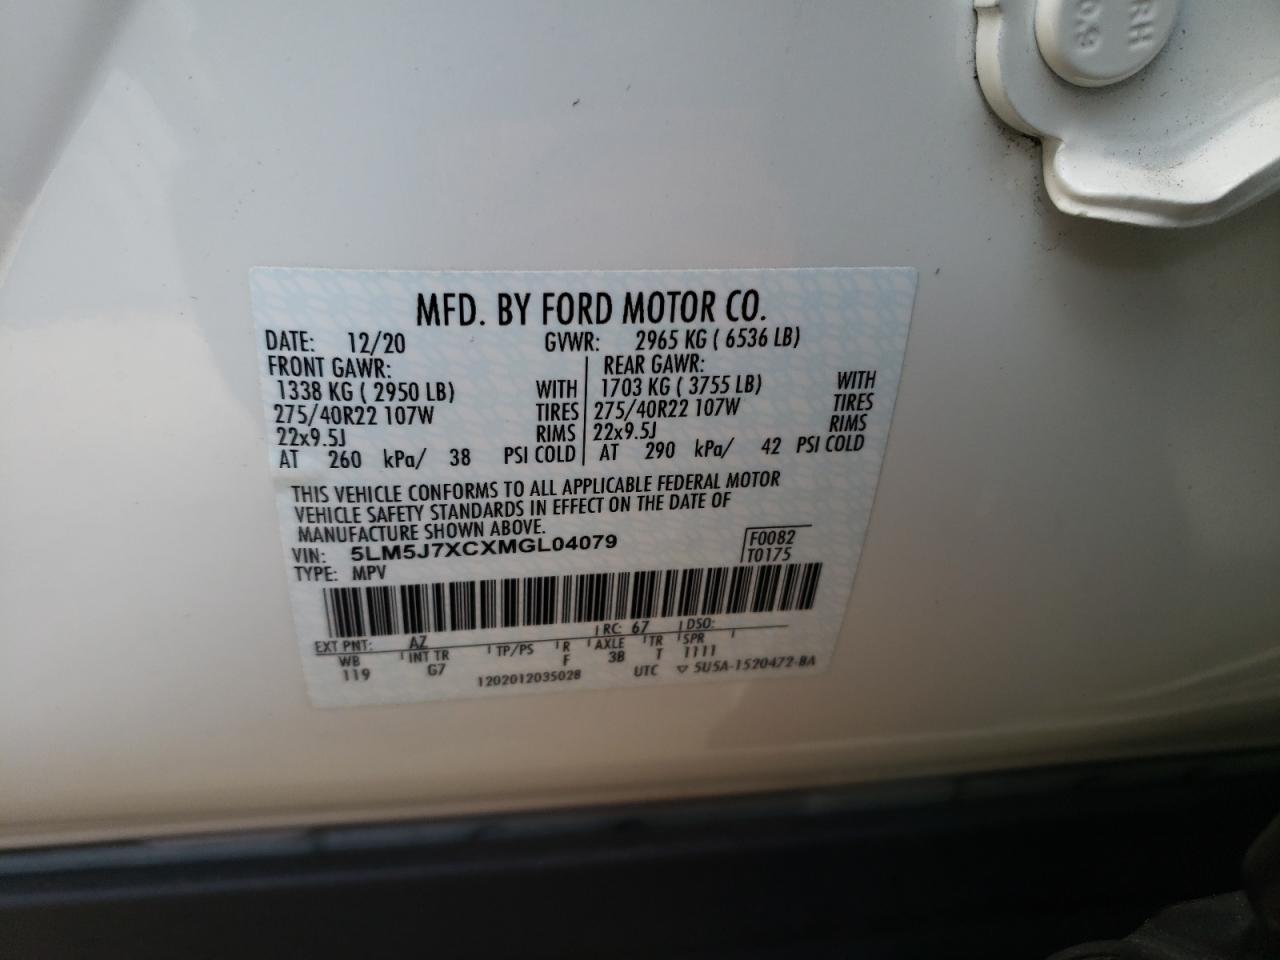 RH
EX0
MFD. BY FORD MOTOR CO.
DATE: 12/20 GVWR: 2965 KG ( 6536 LB)
FRONT GAWR: REAR GAWR:
1338 KG ( 2950 LB) WITH 1703 KG ( 3755 LB) WITH
275/40R22 107W TIRES 275/40R22 107W TIRES
22x9.5J RIMS 22x9.5J RIMS
AT 260 kPa/ 38 PSI COLD AT 290 kPa/ 42 PSI COLD
THIS VEHICLE CONFORMS TO ALL APPLICABLE FEDERAL MOTOR
VEHICLE SAFETY STANDARDS IN EFFECT ON THE DATE OF
MANUFACTURE SHOWN ABOVE.
VIN: 5LM5J7XCXMGL04079 F0082
TYPE: MPV T0175
EXT PNT: AZ RC: 67 DSO:
WB INT TR TP/PS R AXLE TR SPR
119 G7 F 3B T 1111
1202012035028 UTC ▽ 5U5A-1520472-BA